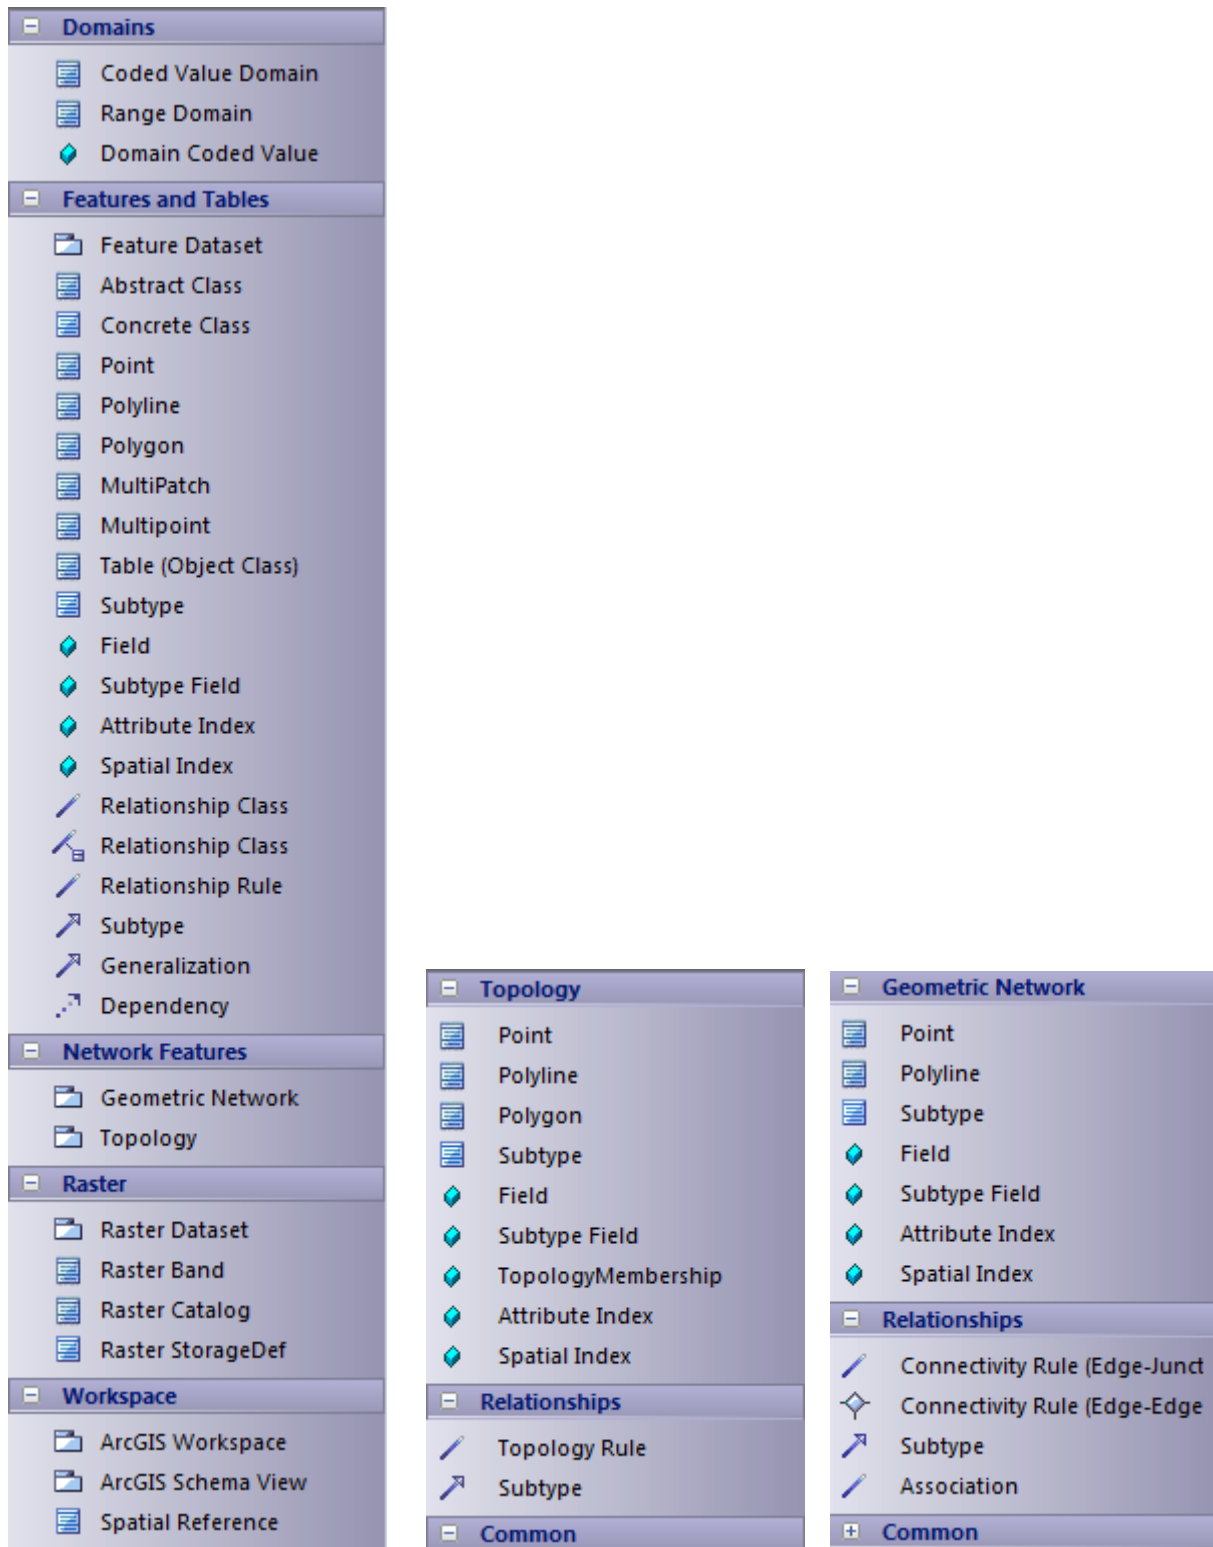 Domains
Coded Value Domain
Range Domain
Domain Coded Value
Features and Tables
Feature Dataset
Abstract Class
Concrete Class
Point
Polyline
Polygon
MultiPatch
Multipoint
Table (Object Class)
Subtype
Field
Subtype Field
Attribute Index
Spatial Index
Relationship Class
Relationship Class
Relationship Rule
Subtype
Generalization
Dependency
Network Features
Geometric Network
Topology
Raster
Raster Dataset
Raster Band
Raster Catalog
Raster StorageDef
Workspace
ArcGIS Workspace
ArcGIS Schema View
Spatial Reference
Topology
Point
Polyline
Polygon
Subtype
Field
Subtype Field
TopologyMembership
Attribute Index
Spatial Index
Relationships
Topology Rule
Subtype
Common
Geometric Network
Point
Polyline
Subtype
Field
Subtype Field
Attribute Index
Spatial Index
Relationships
Connectivity Rule (Edge-Junct
Connectivity Rule (Edge-Edge
Subtype
Association
Common